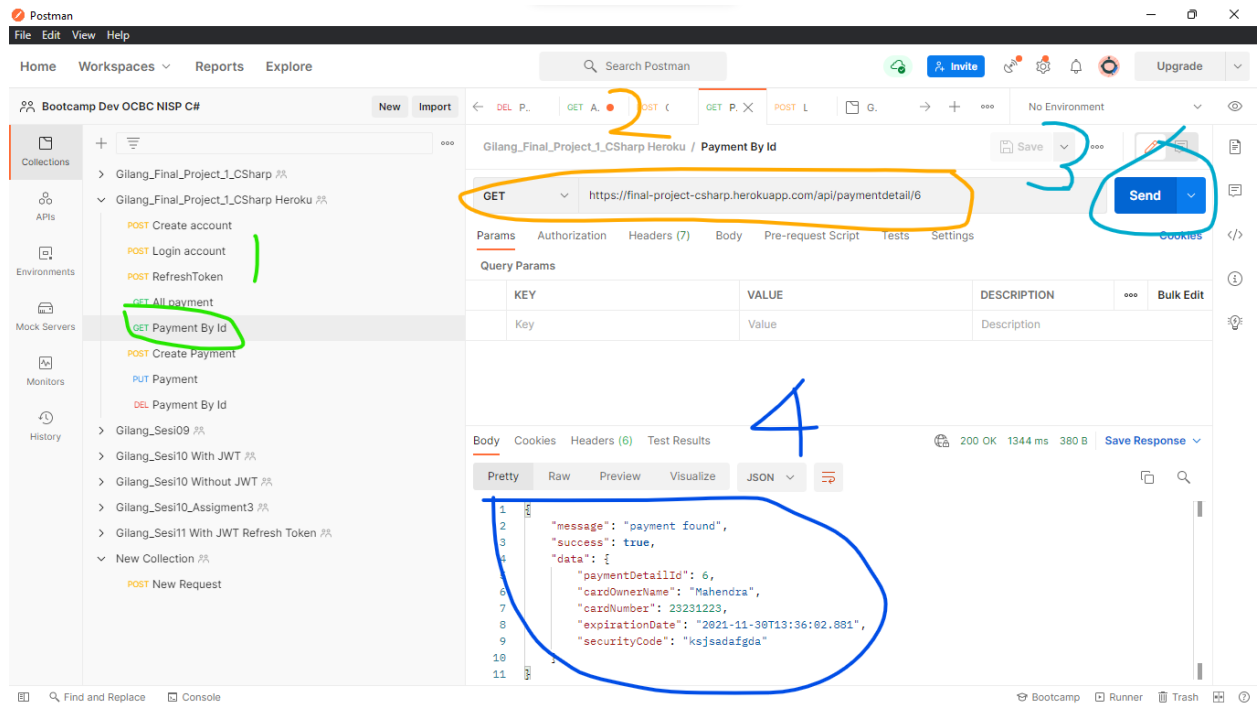 Postman
File Edit View Help
Home Workspaces Reports Explore Search Postman Invite Upgrade
Bootcamp Dev OCBC NISP C# New Import DEL P.. GET A. GET P. POST L G. No Environment
2
3
Collections
APIs
Environments
Mock Servers
Monitors
History
Gilang_Final_Project_1_CSharp
Gilang_Final_Project_1_CSharp Heroku
POST Create account
POST Login account
POST RefreshToken
GET All payment
GET Payment By Id
POST Create Payment
PUT Payment
DEL Payment By Id
Gilang_Sesi09
Gilang_Sesi10 With JWT
Gilang_Sesi10 Without JWT
Gilang_Sesi10_Assigment3
Gilang_Sesi11 With JWT Refresh Token
New Collection
POST New Request
Gilang_Final_Project_1_CSharp Heroku / Payment By Id Save
GET https://final-project-csharp.herokuapp.com/api/paymentdetail/6 Send
Params Authorization Headers (7) Body Pre-request Script Tests Settings Cookies
Query Params
KEY VALUE DESCRIPTION Bulk Edit
Key Value Description
4
Body Cookies Headers (6) Test Results 200 OK 1344 ms 380 B Save Response
Pretty Raw Preview Visualize JSON
1 {
2 "message": "payment found",
3 "success": true,
4 "data": {
5 "paymentDetailId": 6,
6 "cardOwnerName": "Mahendra",
7 "cardNumber": 23231223,
8 "expirationDate": "2021-11-30T13:36:02.881",
9 "securityCode": "ksjsadafgda"
10 }
11 }
Find and Replace Console Bootcamp Runner Trash